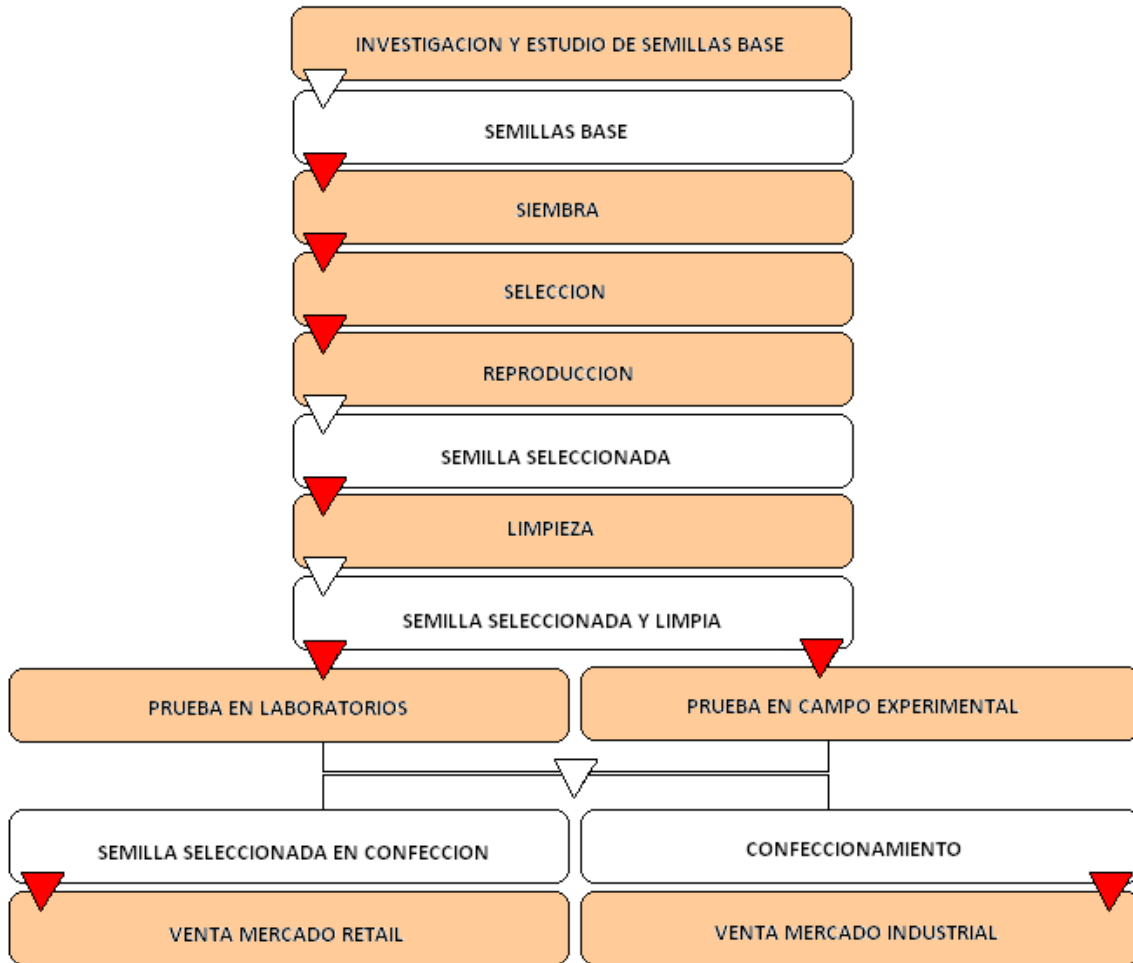 INVESTIGACION Y ESTUDIO DE SEMILLAS BASE
SEMILLAS BASE
SIEMBRA
SELECCION
REPRODUCCION
SEMILLA SELECCIONADA
LIMPIEZA
SEMILLA SELECCIONADA Y LIMPIA
PRUEBA EN LABORATORIOS
PRUEBA EN CAMPO EXPERIMENTAL
SEMILLA SELECCIONADA EN CONFECCION
CONFECCIONAMIENTO
VENTA MERCADO RETAIL
VENTA MERCADO INDUSTRIAL